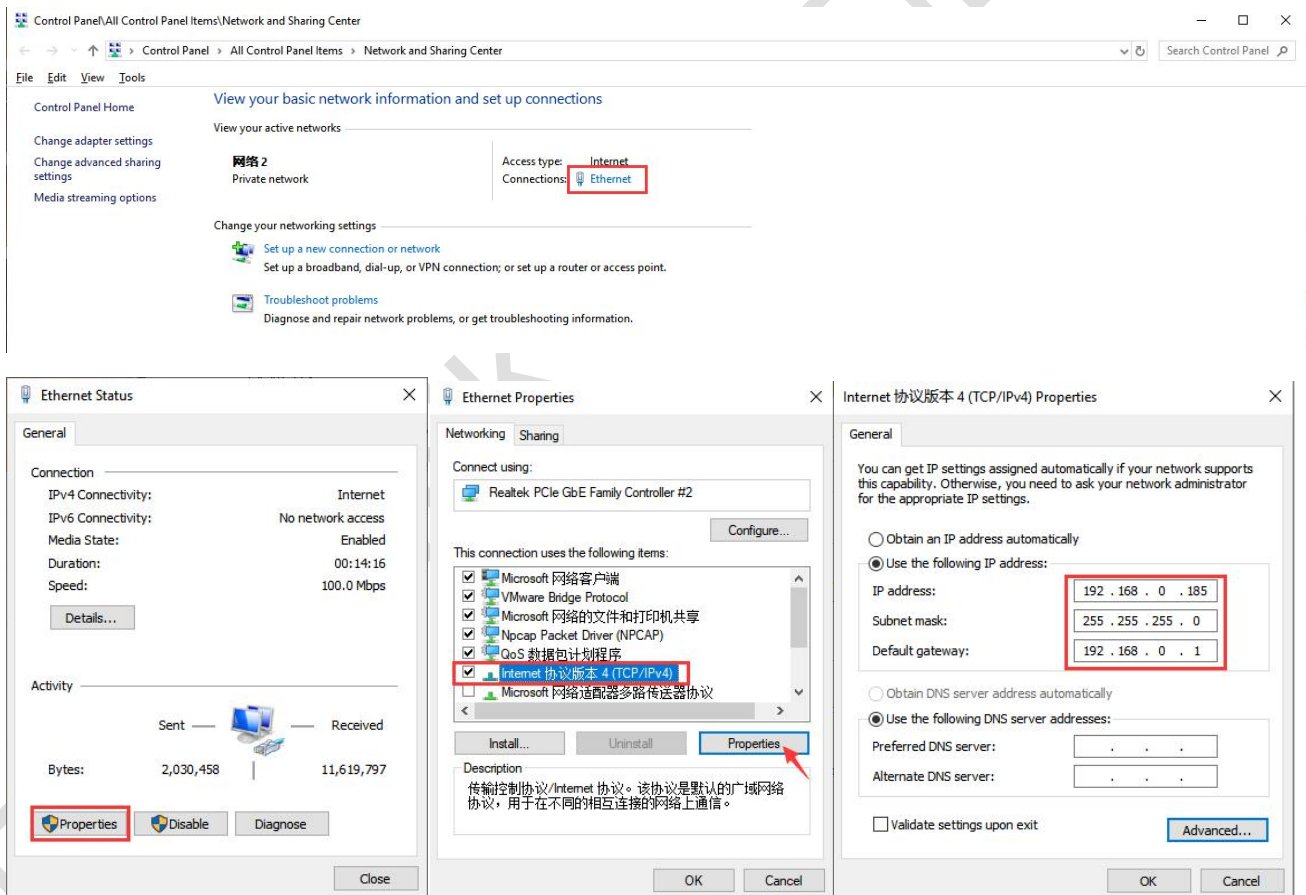 Control Panel\All Control Panel Items\Network and Sharing Center
Control Panel > All Control Panel Items > Network and Sharing Center
Search Control Panel
File Edit View Tools
Control Panel Home
Change adapter settings
Change advanced sharing
settings
Media streaming options
View your basic network information and set up connections
View your active networks
网络 2
Private network
Access type: Internet
Connections: Ethernet
Change your networking settings
Set up a new connection or network
Set up a broadband, dial-up, or VPN connection; or set up a router or access point.
Troubleshoot problems
Diagnose and repair network problems, or get troubleshooting information.
Ethernet Status
General
Connection
IPv4 Connectivity: Internet
IPv6 Connectivity: No network access
Media State: Enabled
Duration: 00:14:16
Speed: 100.0 Mbps
Details...
Activity
Sent Received
Bytes: 2,030,458 11,619,797
Properties Disable Diagnose
Close
Ethernet Properties
Networking Sharing
Connect using:
Realtek PCIe GbE Family Controller #2
Configure...
This connection uses the following items:
Microsoft 网络客户端
VMware Bridge Protocol
Microsoft 网络的文件和打印机共享
Npcap Packet Driver (NPCAP)
QoS 数据包计划程序
Internet 协议版本 4 (TCP/IPv4)
Microsoft 网络适配器多路传送器协议
Install... Uninstall Properties
Description
传输控制协议/Internet 协议。该协议是默认的广域网络
协议，用于在不同的相互连接的网络上通信。
OK Cancel
Internet 协议版本 4 (TCP/IPv4) Properties
General
You can get IP settings assigned automatically if your network supports
this capability. Otherwise, you need to ask your network administrator
for the appropriate IP settings.
Obtain an IP address automatically
Use the following IP address:
IP address: 192 . 168 . 0 . 185
Subnet mask: 255 . 255 . 255 . 0
Default gateway: 192 . 168 . 0 . 1
Obtain DNS server address automatically
Use the following DNS server addresses:
Preferred DNS server: . . .
Alternate DNS server: . . .
Validate settings upon exit
Advanced...
OK Cancel